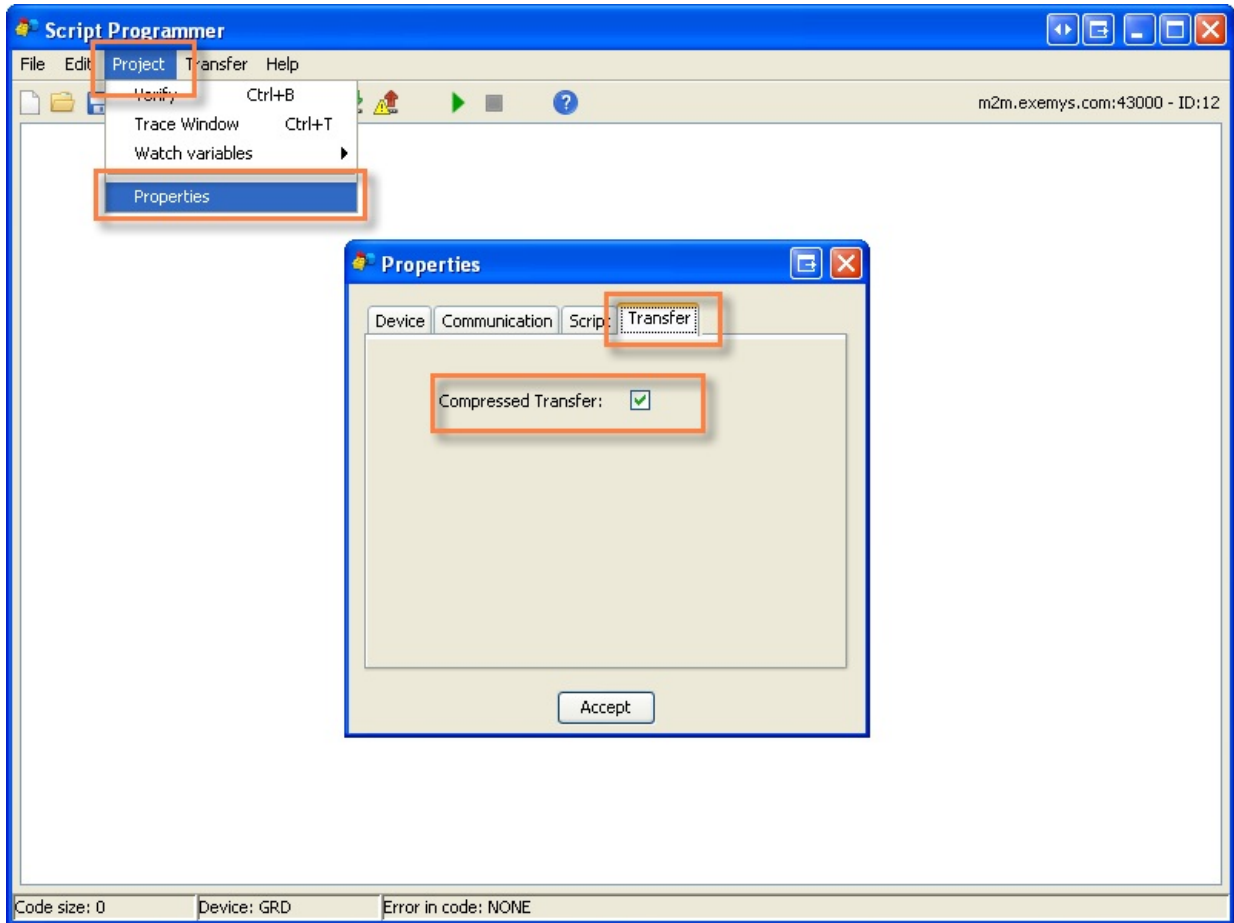 Script Programmer
File Edit Project Transfer Help
m2m.exemys.com:43000 - ID:12
Verify Ctrl+B
Trace Window Ctrl+T
Watch variables
Properties
Properties
Device Communication Script Transfer
Compressed Transfer:
Accept
Code size: 0 Device: GRD Error in code: NONE